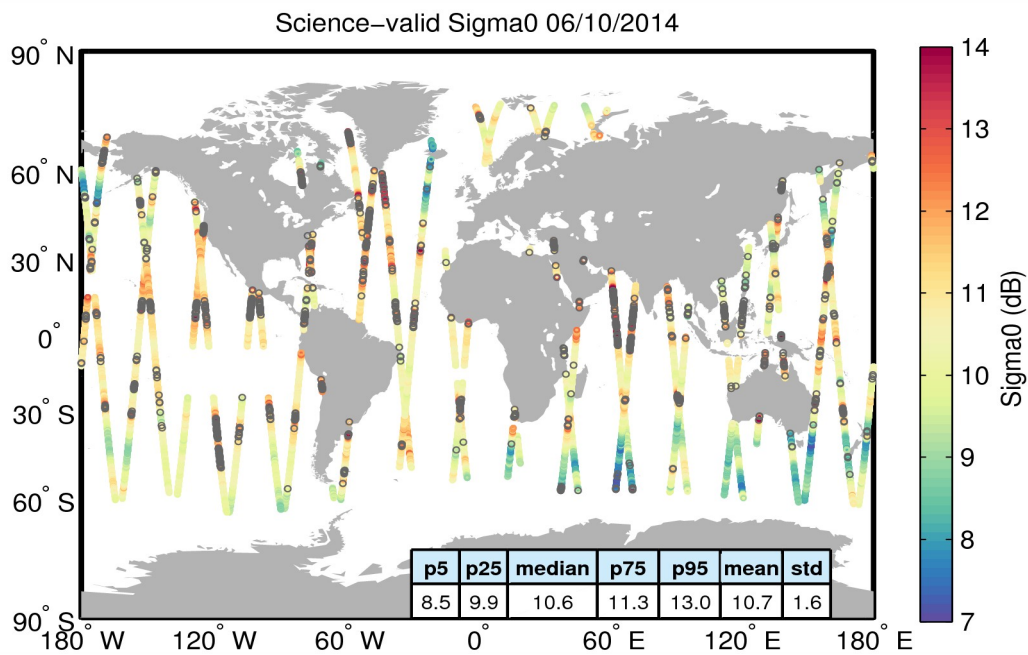 Science−valid Sigma0 06/10/2014
90° N
60° N
30° N
0°
30° S
60° S
90° S
180° W
120° W
60° W
0°
60° E
120° E
180° E
p5 p25 median p75 p95 mean std
8.5 9.9 10.6 11.3 13.0 10.7 1.6
14
13
12
11
10
9
8
7
Sigma0 (dB)